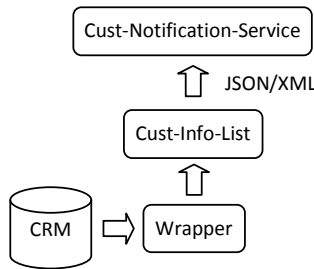 Cust-Notification-Service
JSON/XML
Cust-Info-List
CRM
Wrapper